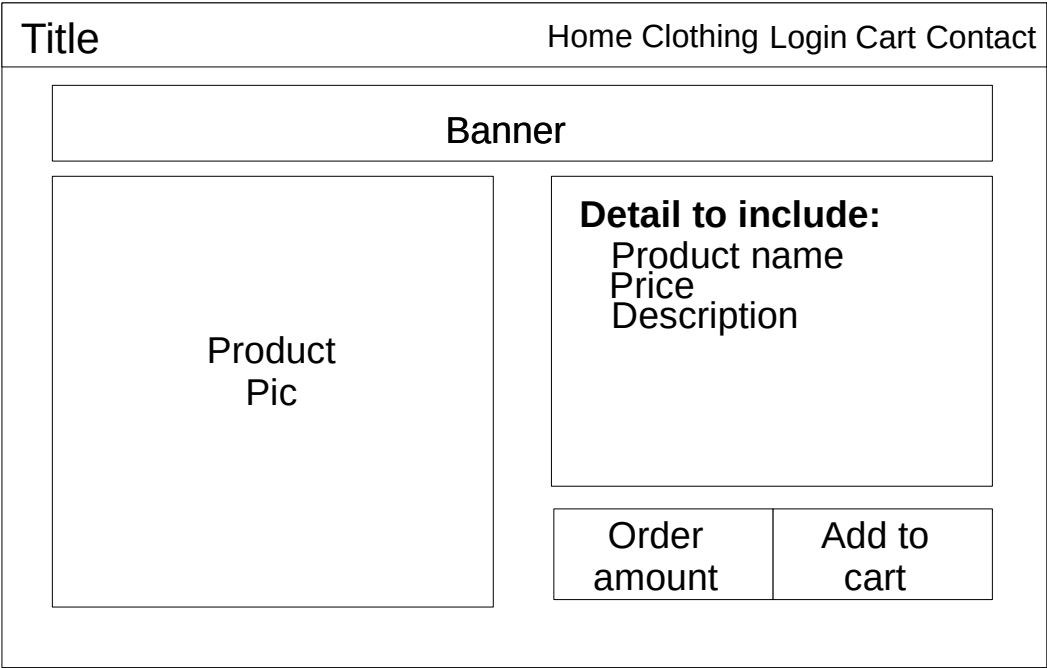 Title
Home Clothing Login Cart Contact
Banner
Product
Pic
Detail to include:
Product name
Price
Description
Order
amount
Add to
cart